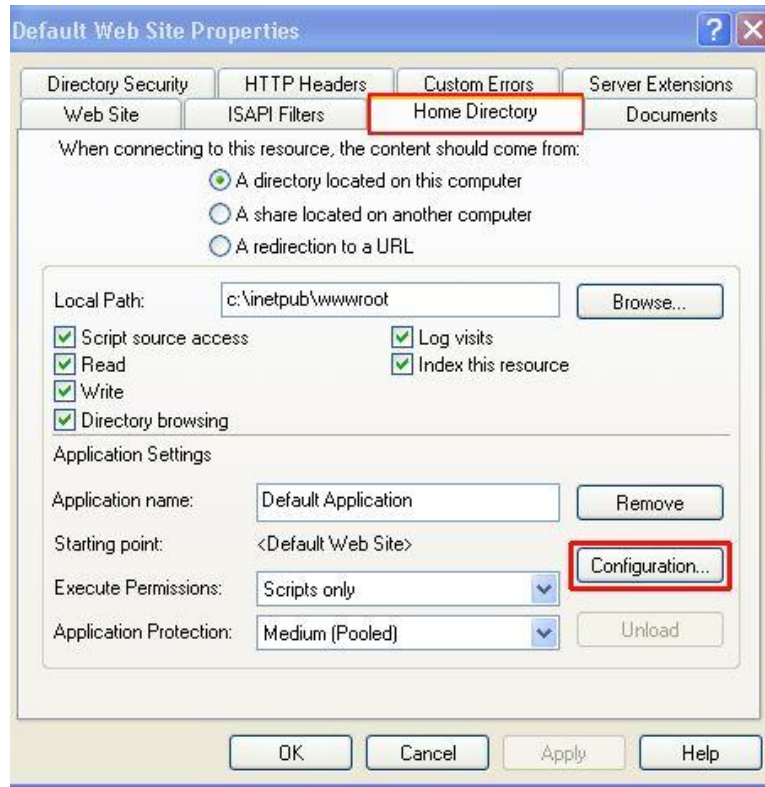 Default Web Site Properties
Directory Security HTTP Headers Custom Errors Server Extensions
Web Site ISAPI Filters Home Directory Documents
When connecting to this resource, the content should come from:
A directory located on this computer
A share located on another computer
A redirection to a URL
Local Path: c:\inetpub\wwwroot Browse...
Script source access Log visits
Read Index this resource
Write
Directory browsing
Application Settings
Application name: Default Application Remove
Starting point: <Default Web Site>
Configuration...
Execute Permissions: Scripts only
Application Protection: Medium (Pooled) Unload
OK Cancel Apply Help